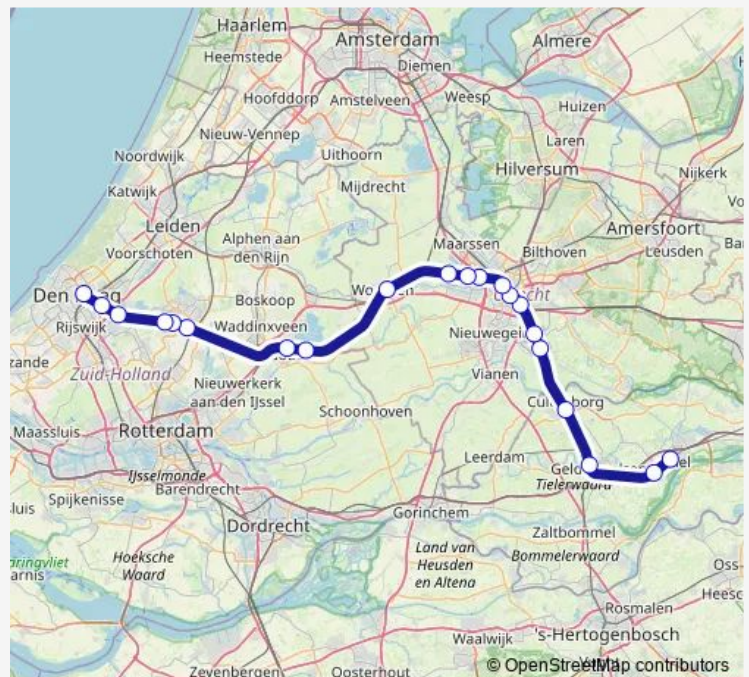 Haarlem
Amsterdam
Almere
Heemstede
Diemen
Hoofddorp
Amstelveen
Weesp
Huizen
Nieuw-Vennep
Laren
Uithoorn
Noordwijk
Hilversum
Nijkerk
Katwijk
Mijdrecht
Leiden
Amersfoort
Voorschoten
Alphen aan
den Rijn
Maarssen
Bilthoven
Leusden
Den
Boskoop
Rijswijk
Waddinxveen
Nieuwegein
Zuid-Holland
Vianen
Nieuwerkerk
aan den IJssel
Schoonhoven
Maassluis
Rotterdam
Leerdam
IJsselmonde
Barendrecht
Tielerwaard
Spijkenisse
Gorinchem
Dordrecht
Zaltbommel
Hoeksche
Waard
Land van
Heusden
en Altena
Bommelerwaard
Oss
Rosmalen
Waalwijk
's-Hertogenbosch
Zevenbergen
Oosterhout
© OpenStreetMap contributors